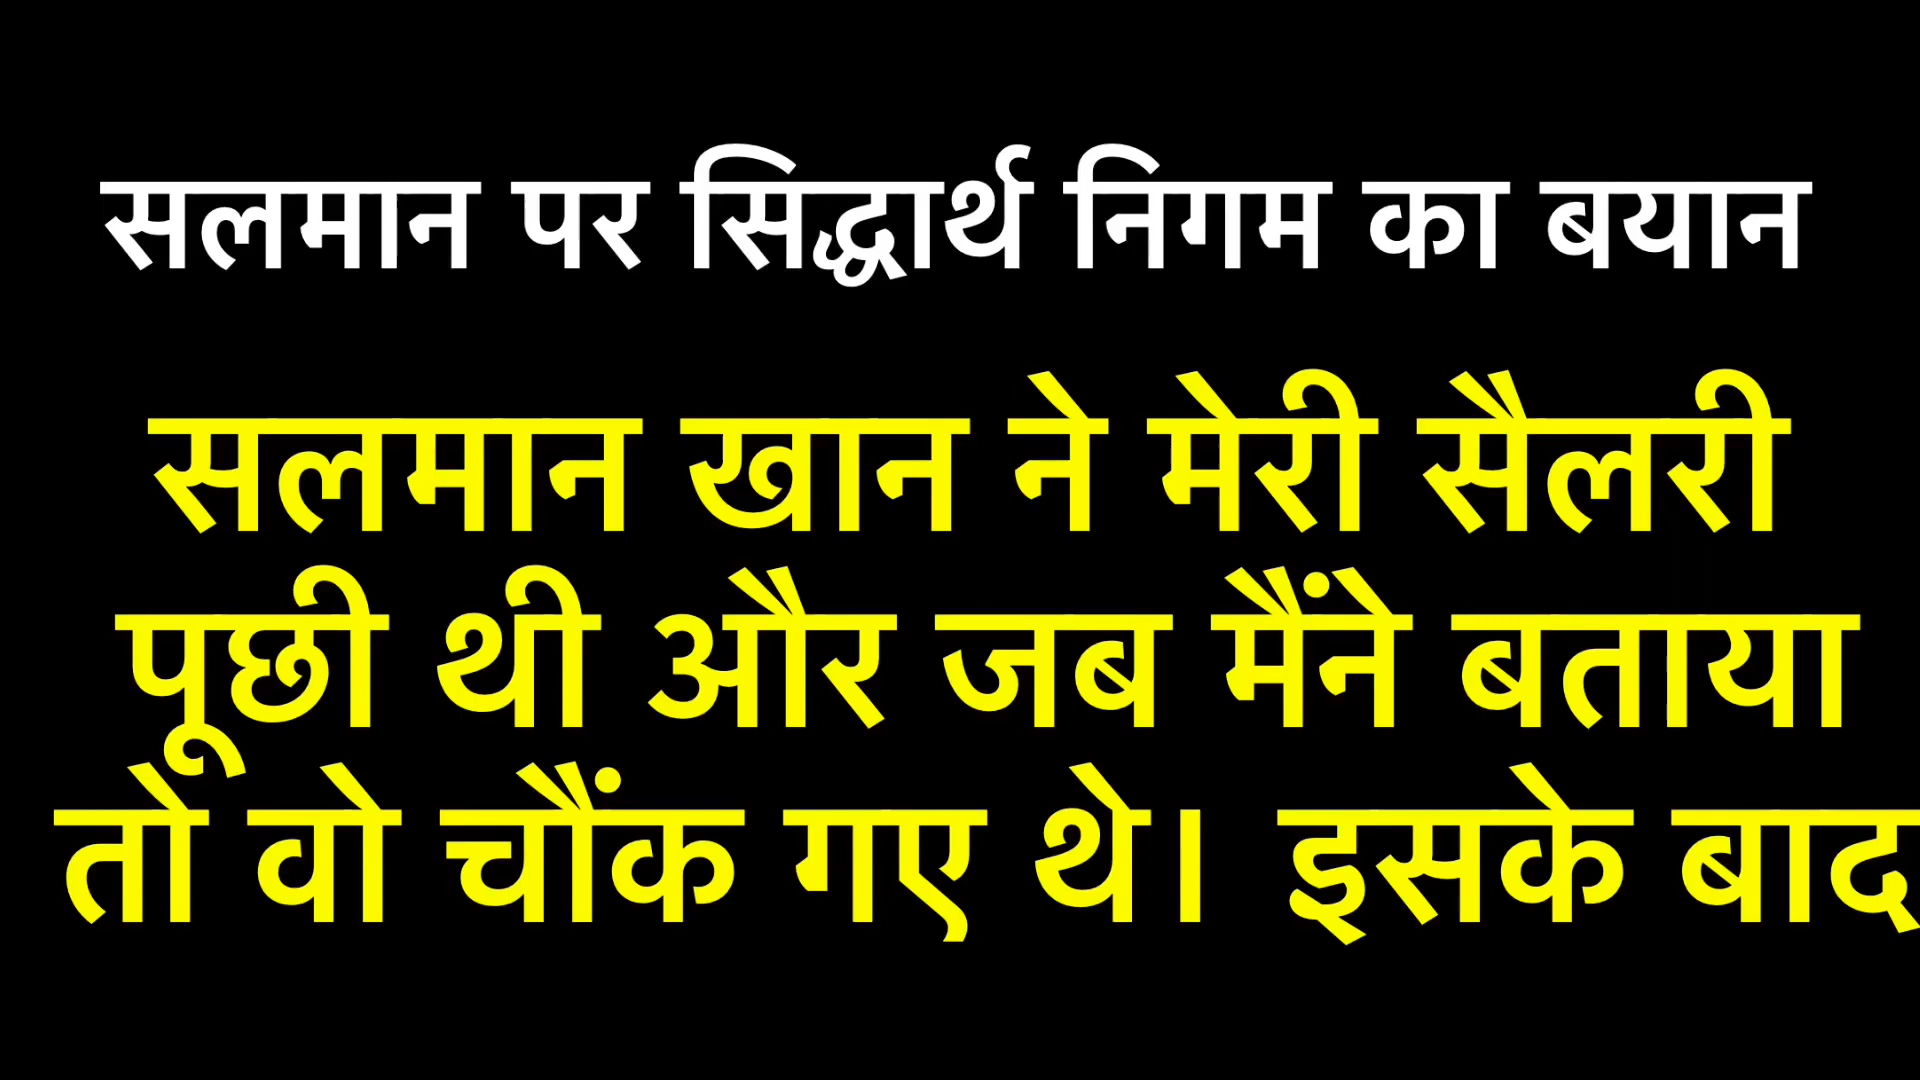 सलमान पर सिद्धार्थ निगम का बयान
सलमान खान ने मेरी सैलरी
पूछी थी और जब मैंने बताया
तो वो चौंक गए थे। इसके बाद